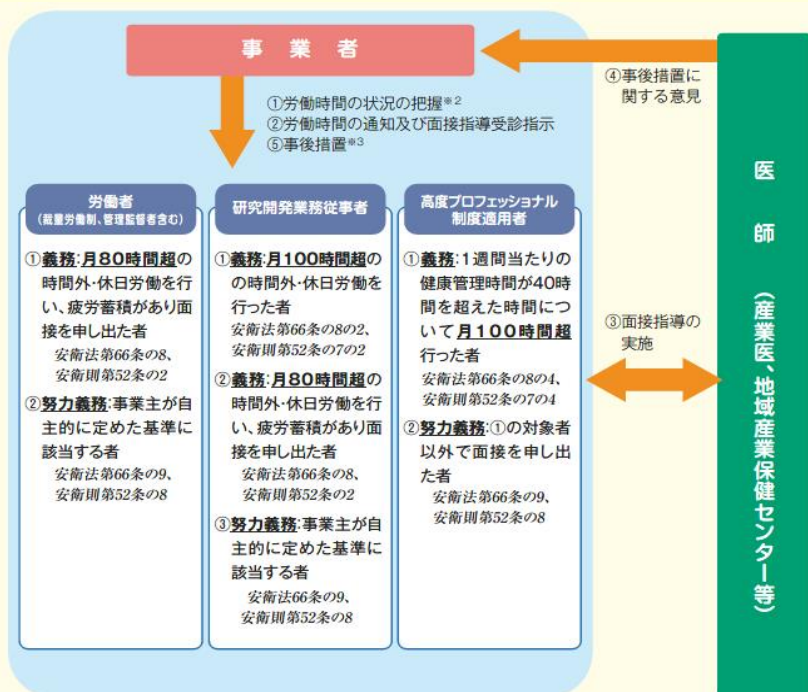 事業者
①労働時間の状況の把握※2
②労働時間の通知及び面接指導受診指示
⑤事後措置※3
④事後措置に
関する意見
労働者
(裁量労働制、管理監督者含む)
①義務:月80時間超の
時間外・休日労働を行
い、疲労蓄積があり面
接を申し出た者
安衛法第66条の8、
安衛則第52条の2
②努力義務:事業主が自
主的に定めた基準に
該当する者
安衛法第66条の9、
安衛則第52条の8
研究開発業務従事者
①義務:月100時間超の
の時間外・休日労働を
行った者
安衛法第66条の8の2、
安衛則第52条の7の2
②義務:月80時間超の
時間外・休日労働を行
い、疲労蓄積があり面
接を申し出た者
安衛法第66条の8、
安衛則第52条の2
③努力義務:事業主が自
主的に定めた基準に
該当する者
安衛法66条の9、
安衛則第52条の8
高度プロフェッショナル
制度適用者
①義務:1週間当たりの
健康管理時間が40時
間を超えた時間につ
いて月100時間超
行った者
安衛法第66条の8の4、
安衛則第52条の7の4
②努力義務:①の対象者
以外で面接を申し出
た者
安衛法第66条の9、
安衛則第52条の8
③面接指導の
実施
医師(産業医、地域産業保健センター等)